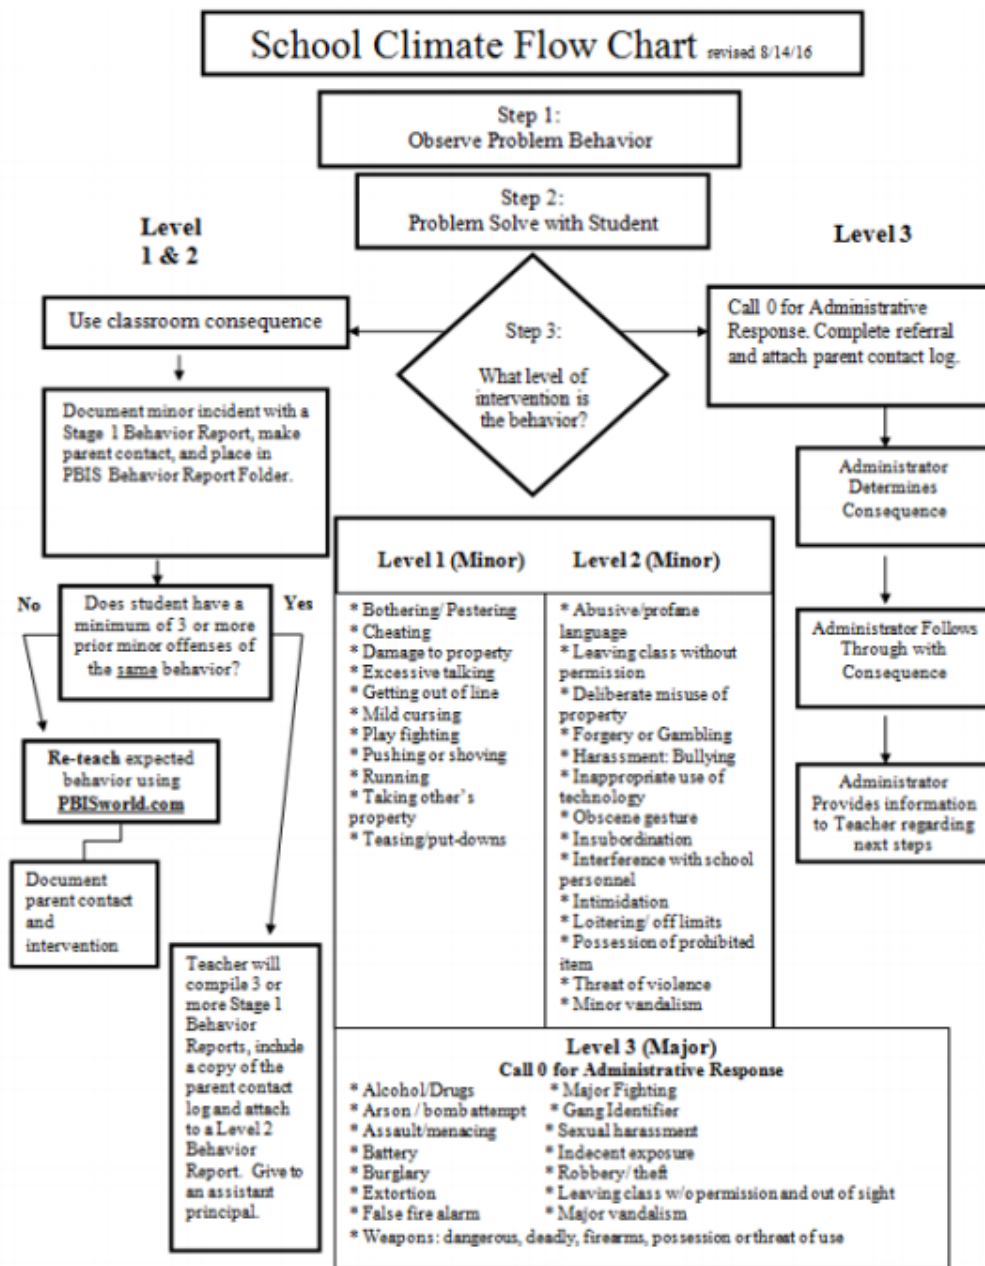 School Climate Flow Chart revised 8/14/16
Step 1:
Observe Problem Behavior
Step 2:
Problem Solve with Student
Level
1 & 2
Level 3
Use classroom consequence
Step 3:
What level of
intervention is
the behavior?
Call 0 for Administrative
Response. Complete referral
and attach parent contact log.
Document minor incident with a
Stage 1 Behavior Report, make
parent contact, and place in
PBIS Behavior Report Folder.
Administrator
Determines
Consequence
No
Does student have a
minimum of 3 or more
prior minor offenses of
the same behavior?
Yes
Administrator Follows
Through with
Consequence
Re-teach expected
behavior using
PBISworld.com
Administrator
Provides information
to Teacher regarding
next steps
Document
parent contact
and
intervention
Teacher will
compile 3 or
more Stage 1
Behavior
Reports, include
a copy of the
parent contact
log and attach
to a Level 2
Behavior
Report. Give to
an assistant
principal.
Level 1 (Minor)
* Bothering/ Pestering
* Cheating
* Damage to property
* Excessive talking
* Getting out of line
* Mild cursing
* Play fighting
* Pushing or shoving
* Running
* Taking other's
property
* Teasing/put-downs
Level 2 (Minor)
* Abusive/profane
language
* Leaving class without
permission
* Deliberate misuse of
property
* Forgery or Gambling
* Harassment: Bullying
* Inappropriate use of
technology
* Obscene gesture
* Insubordination
* Interference with school
personnel
* Intimidation
* Loitering/ off limits
* Possession of prohibited
item
* Threat of violence
* Minor vandalism
Level 3 (Major)
Call 0 for Administrative Response
* Alcohol/Drugs
* Arson / bomb attempt
* Assault/menacing
* Battery
* Burglary
* Extortion
* False fire alarm
* Major Fighting
* Gang Identifier
* Sexual harassment
* Indecent exposure
* Robbery/ theft
* Leaving class w/o permission and out of sight
* Major vandalism
* Weapons: dangerous, deadly, firearms, possession or threat of use